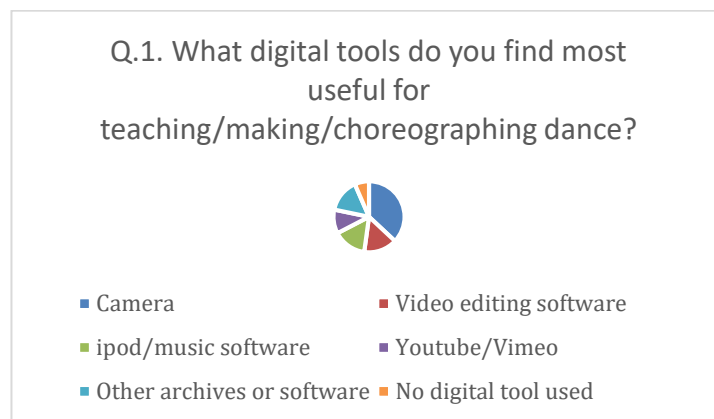 Q.1. What digital tools do you find most
useful for
teaching/making/choreographing dance?
Camera
Video editing software
ipod/music software
Youtube/Vimeo
Other archives or software
No digital tool used